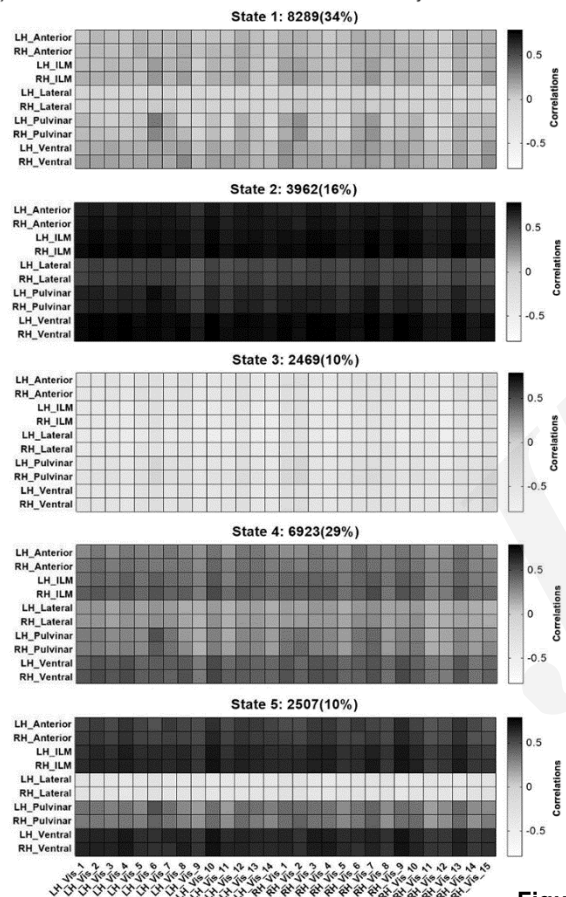 State 1: 8289(34%)
LH_Anterior
RH_Anterior
LH_ILM
RH_ILM
LH_Lateral
RH_Lateral
LH_Pulvinar
RH_Pulvinar
LH_Ventral
RH_Ventral
0.5
0
-0.5
Correlations
State 2: 3962(16%)
LH_Anterior
RH_Anterior
LH_ILM
RH_ILM
LH_Lateral
RH_Lateral
LH_Pulvinar
RH_Pulvinar
LH_Ventral
RH_Ventral
0.5
0
-0.5
Correlations
State 3: 2469(10%)
LH_Anterior
RH_Anterior
LH_ILM
RH_ILM
LH_Lateral
RH_Lateral
LH_Pulvinar
RH_Pulvinar
LH_Ventral
RH_Ventral
0.5
0
-0.5
Correlations
State 4: 6923(29%)
LH_Anterior
RH_Anterior
LH_ILM
RH_ILM
LH_Lateral
RH_Lateral
LH_Pulvinar
RH_Pulvinar
LH_Ventral
RH_Ventral
0.5
0
-0.5
Correlations
State 5: 2507(10%)
LH_Anterior
RH_Anterior
LH_ILM
RH_ILM
LH_Lateral
RH_Lateral
LH_Pulvinar
RH_Pulvinar
LH_Ventral
RH_Ventral
0.5
0
-0.5
Correlations
LH_Vis_1
LH_Vis_2
LH_Vis_3
LH_Vis_4
LH_Vis_5
LH_Vis_6
LH_Vis_7
LH_Vis_8
LH_Vis_9
LH_Vis_10
LH_Vis_11
LH_Vis_12
LH_Vis_13
LH_Vis_14
RH_Vis_1
RH_Vis_2
RH_Vis_3
RH_Vis_4
RH_Vis_5
RH_Vis_6
RH_Vis_7
RH_Vis_8
RH_Vis_9
RH_Vis_10
RH_Vis_11
RH_Vis_12
RH_Vis_13
RH_Vis_14
RH_Vis_15